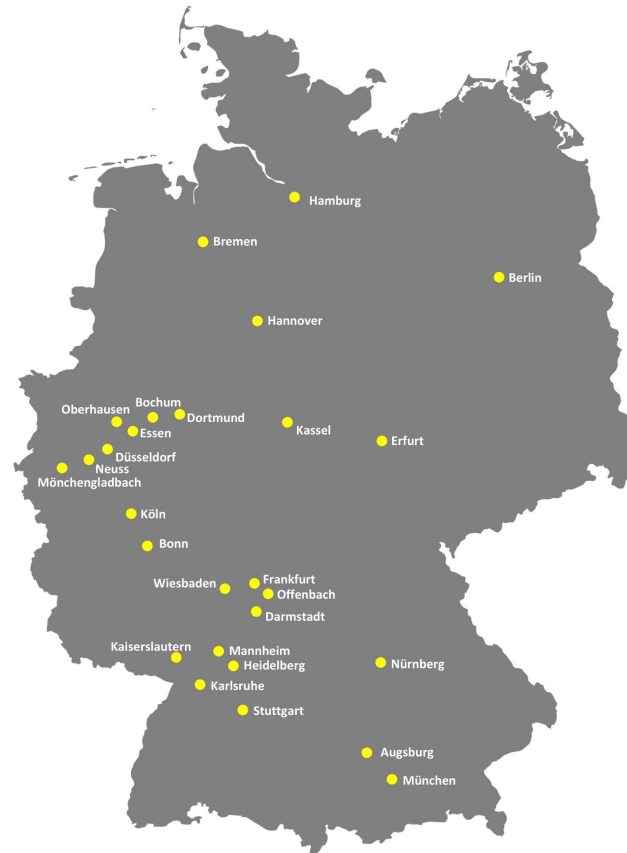 Hamburg
Bremen
Berlin
Hannover
Bochum
Oberhausen
Dortmund
Essen
Kassel
Erfurt
Düsseldorf
Neuss
Mönchengladbach
Köln
Bonn
Frankfurt
Wiesbaden
Offenbach
Darmstadt
Kaiserslautern
Mannheim
Heidelberg
Nürnberg
Karlsruhe
Stuttgart
Augsburg
München